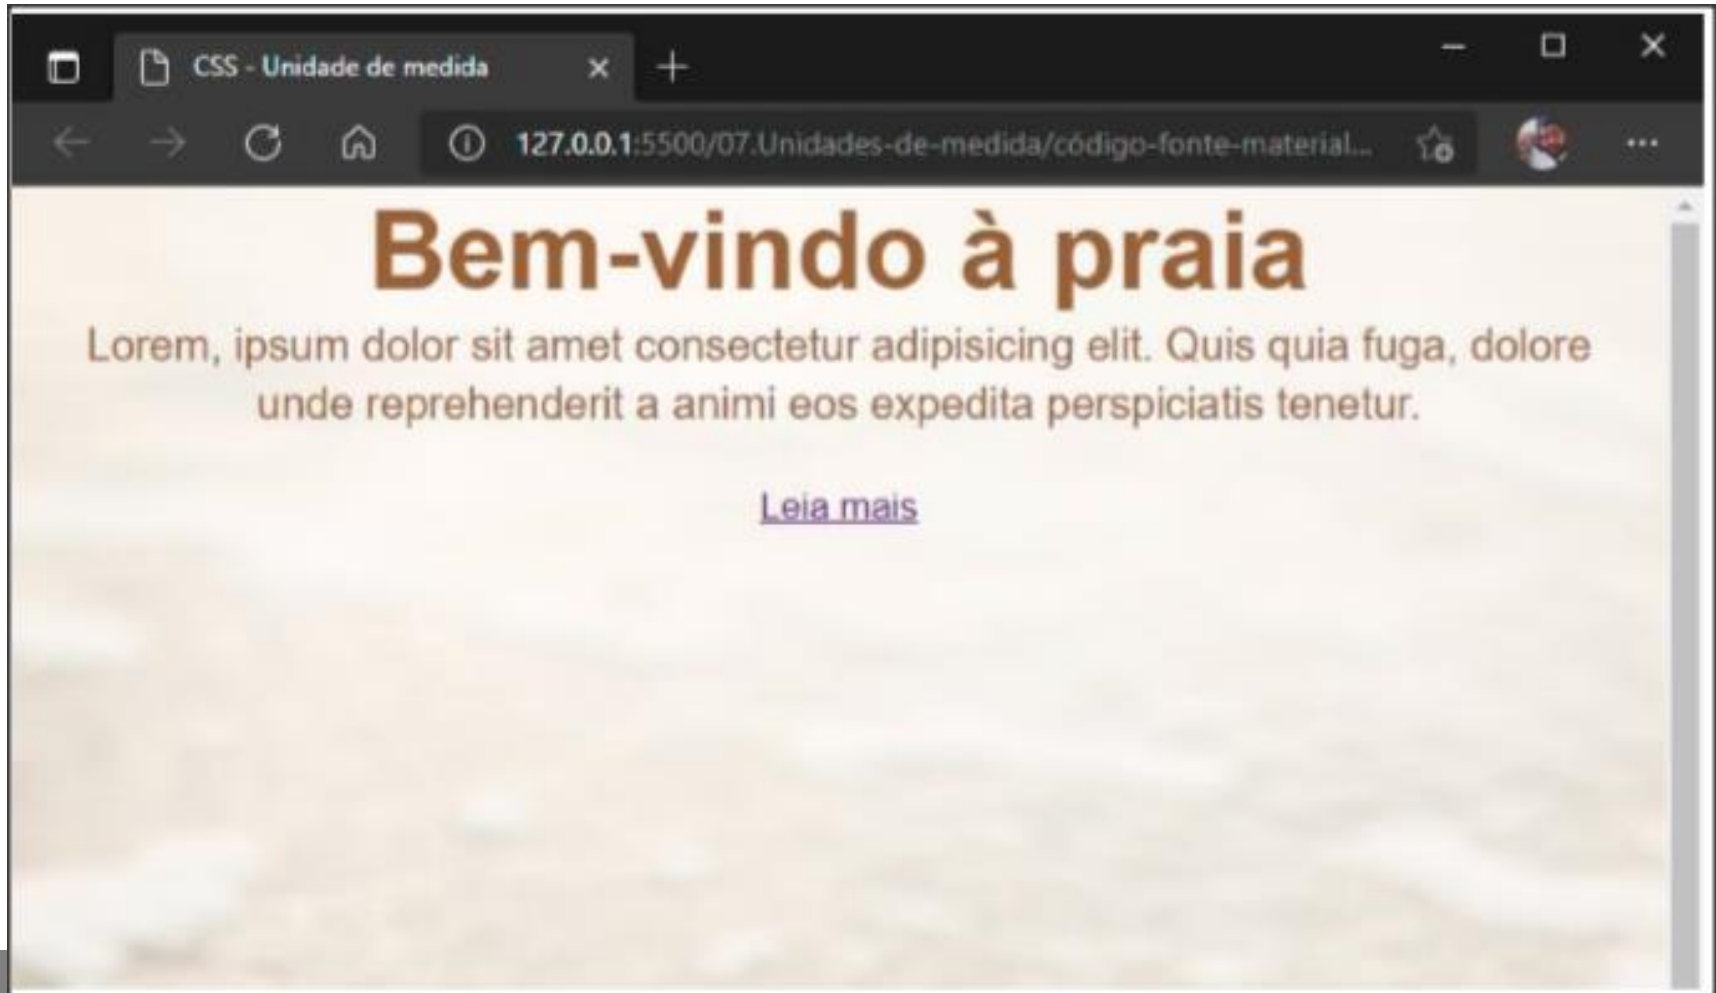 CSS - Unidade de medida
127.0.0.1:5500/07.Unidades-de-medida/código-fonte-material...
Bem-vindo à praia
Lorem, ipsum dolor sit amet consectetur adipisicing elit. Quis quia fuga, dolore
unde reprehenderit a animi eos expedita perspiciatis tenetur.
Leia mais